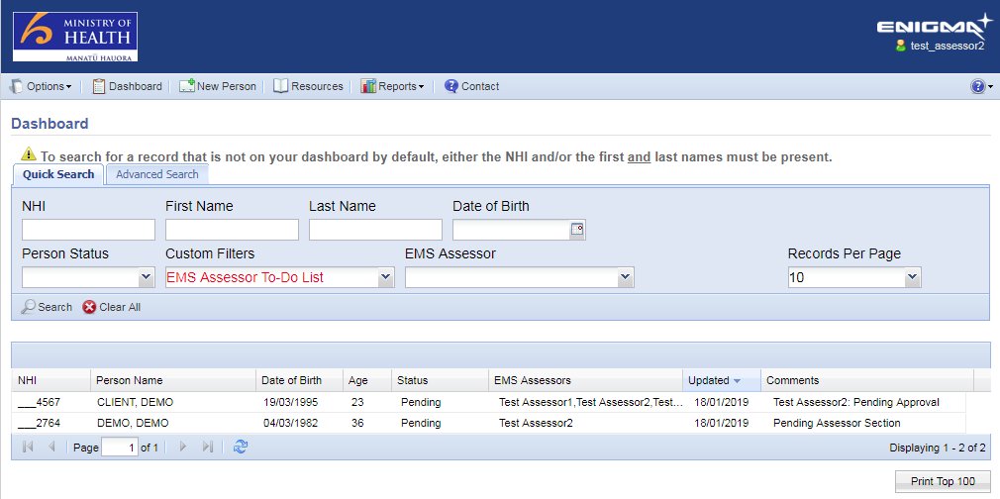 MINISTRY OF
HEALTH
MANATŪ HAUORA
ENIGMA
test_assessor2
Options Dashboard New Person Resources Reports Contact
Dashboard
To search for a record that is not on your dashboard by default, either the NHI and/or the first and last names must be present.
Quick Search Advanced Search
NHI First Name Last Name Date of Birth
Person Status Custom Filters EMS Assessor Records Per Page
EMS Assessor To-Do List 10
Search Clear All
NHI Person Name Date of Birth Age Status EMS Assessors Updated Comments
___4567 CLIENT, DEMO 19/03/1995 23 Pending Test Assessor1,Test Assessor2,Test... 18/01/2019 Test Assessor2: Pending Approval
___2764 DEMO, DEMO 04/03/1982 36 Pending Test Assessor2 18/01/2019 Pending Assessor Section
Page 1 of 1 Displaying 1 - 2 of 2
Print Top 100